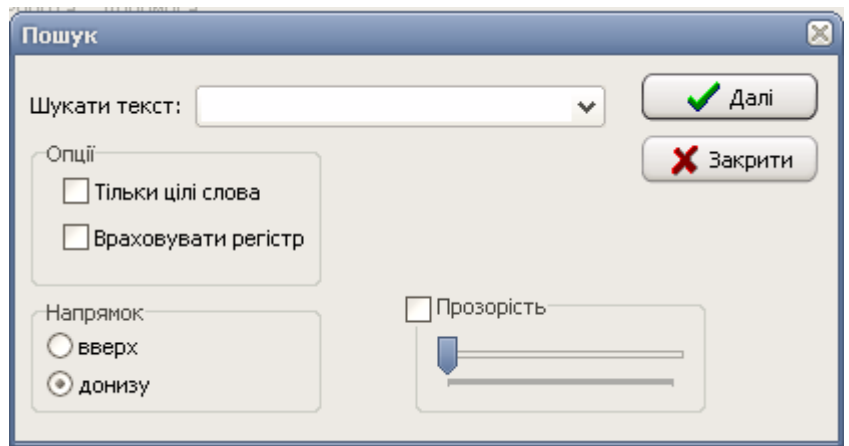 Пошук
Шукати текст:
Далі
Закрити
Опції
Тільки цілі слова
Враховувати регістр
Напрямок
вверх
донизу
Прозорість